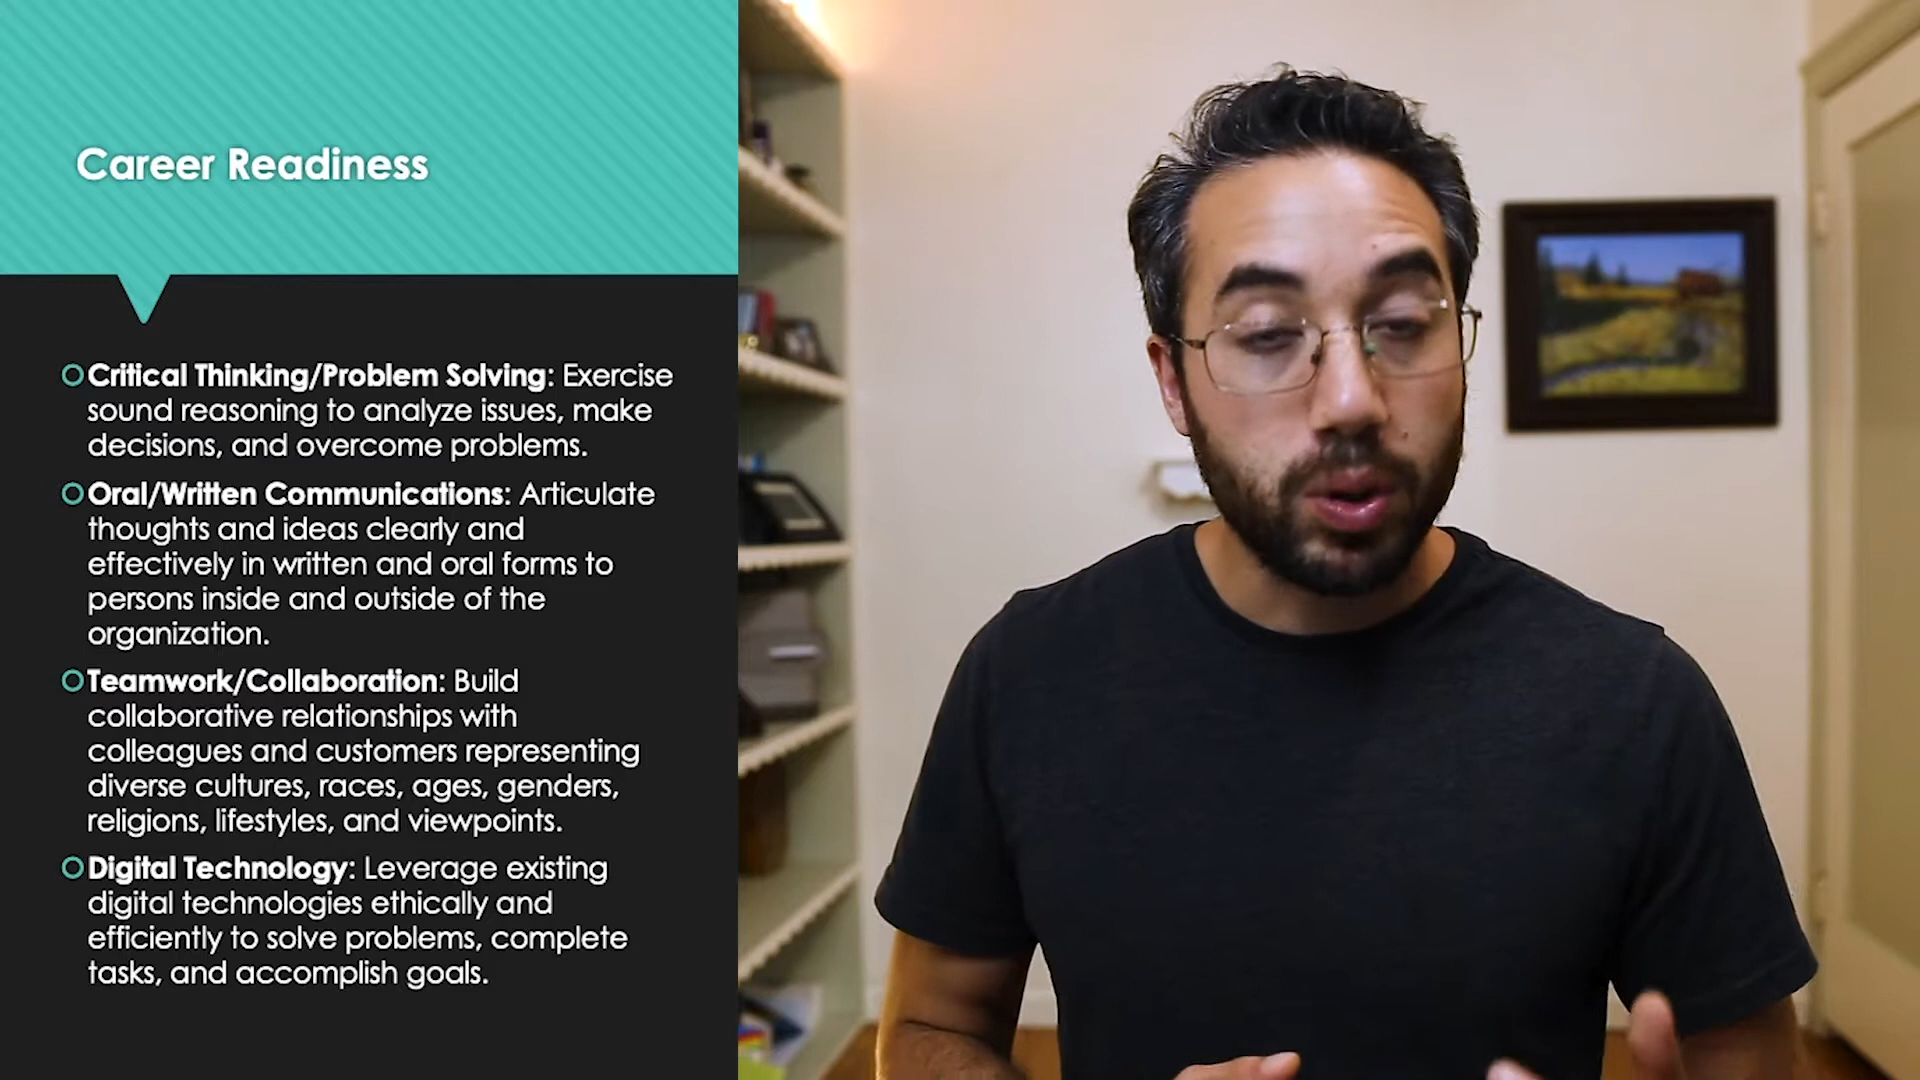 Career Readiness
Critical Thinking/Problem Solving: Exercise
sound reasoning to analyze issues, make
decisions, and overcome problems.
Oral/Written Communications: Articulate
thoughts and ideas clearly and
effectively in written and oral forms to
persons inside and outside of the
organization.
Teamwork/Collaboration: Build
collaborative relationships with
colleagues and customers representing
diverse cultures, races, ages, genders,
religions, lifestyles, and viewpoints.
Digital Technology: Leverage existing
digital technologies ethically and
efficiently to solve problems, complete
tasks, and accomplish goals.